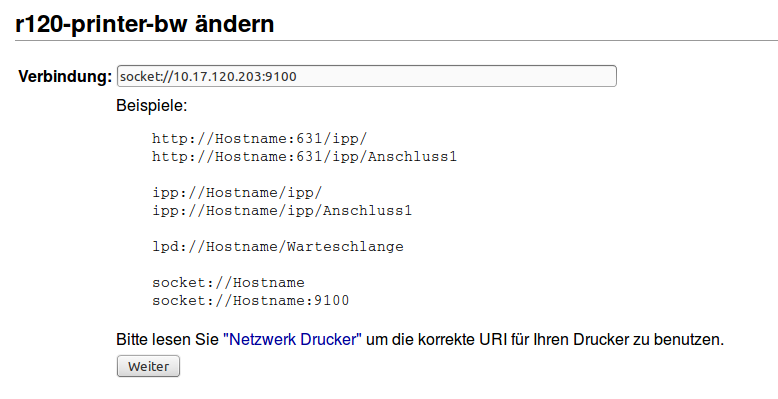 r120-printer-bw ändern
Verbindung: socket://10.17.120.203:9100
Beispiele:
http://Hostname:631/ipp/
http://Hostname:631/ipp/Anschluss1
ipp://Hostname/ipp/
ipp://Hostname/ipp/Anschluss1
lpd://Hostname/Warteschlange
socket://Hostname
socket://Hostname:9100
Bitte lesen Sie "Netzwerk Drucker" um die korrekte URI für Ihren Drucker zu benutzen.
Weiter